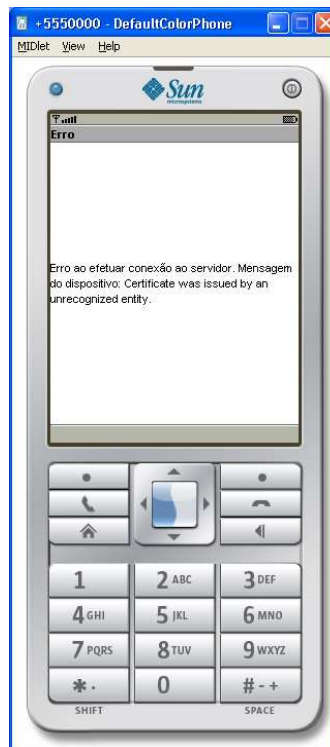 +5550000 - DefaultColorPhone
MIDlet View Help
Sun
microsystems
Erro
Erro ao efetuar conexão ao servidor. Mensagem
do dispositivo: Certificate was issued by an
unrecognized entity.
1 2 ABC 3 DEF
4 GHI 5 JKL 6 MNO
7 PQRS 8 TUV 9 WXYZ
* . 0 # - +
SHIFT SPACE